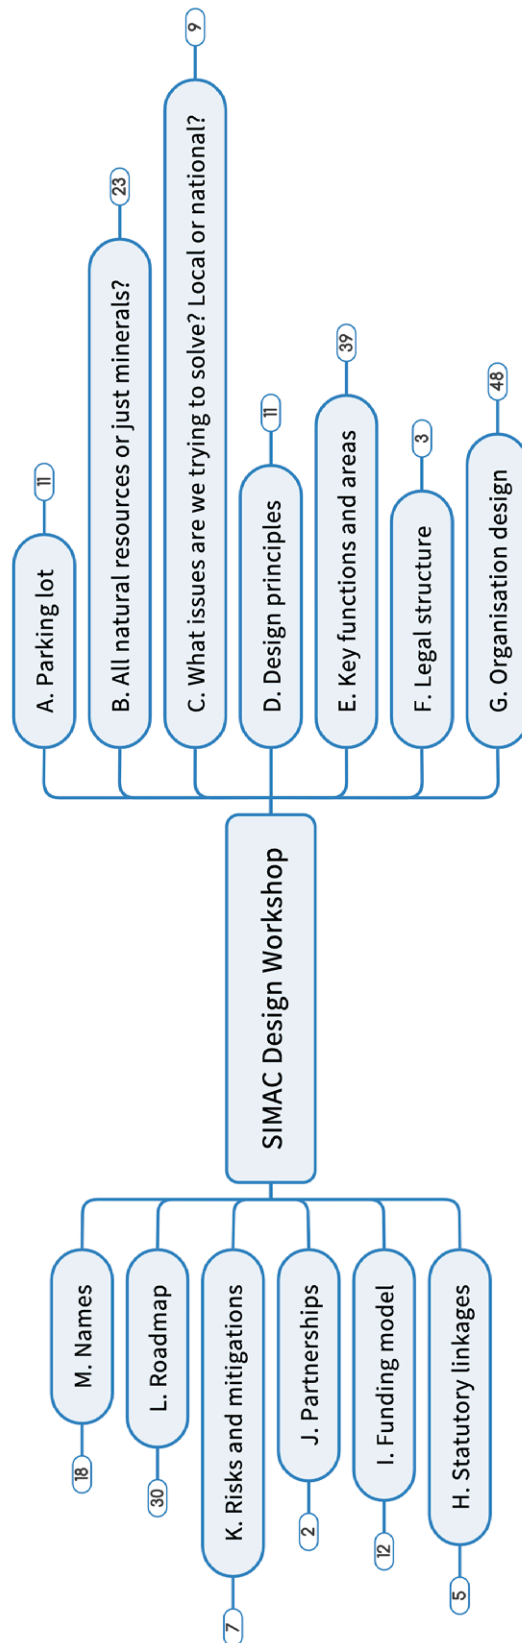 SIMAC Design Workshop
A. Parking lot
11
B. All natural resources or just minerals?
23
C. What issues are we trying to solve? Local or national?
9
D. Design principles
11
E. Key functions and areas
39
F. Legal structure
3
G. Organisation design
48
H. Statutory linkages
5
I. Funding model
12
J. Partnerships
2
K. Risks and mitigations
7
L. Roadmap
30
M. Names
18